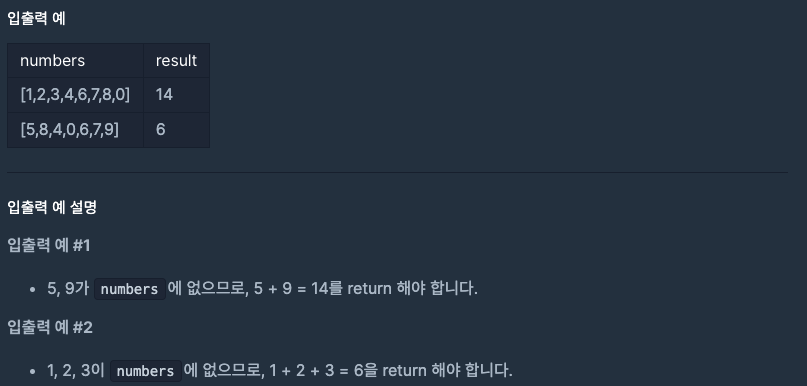 입출력 예
numbers result
[1,2,3,4,6,7,8,0] 14
[5,8,4,0,6,7,9] 6
입출력 예 설명
입출력 예 #1
• 5, 9가 numbers 에 없으므로, 5 + 9 = 14를 return 해야 합니다.
입출력 예 #2
• 1, 2, 3이 numbers 에 없으므로, 1 + 2 + 3 = 6을 return 해야 합니다.